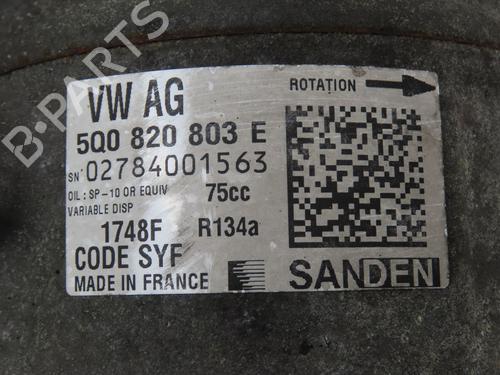 VW AG
ROTATION
5Q0 820 803 E
SN 02784001563
OIL : SP-10 OR EQUIV 75cc
VARIABLE DISP
1748F R134a
CODE SYF
MADE IN FRANCE
SANDEN
B-PARTS